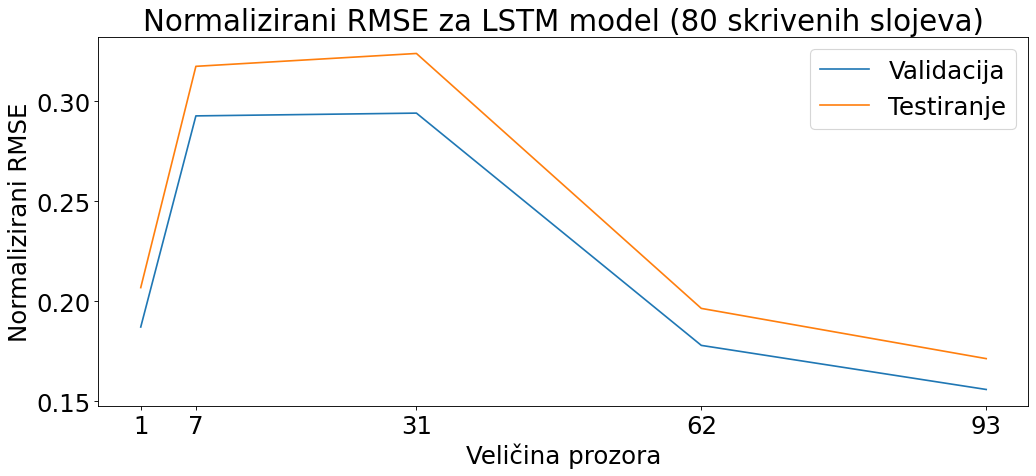 Normalizirani RMSE za LSTM model (80 skrivenih slojeva)
Normalizirani RMSE
0.30
0.25
0.20
0.15
Validacija
Testiranje
1 7 31 62 93
Veličina prozora